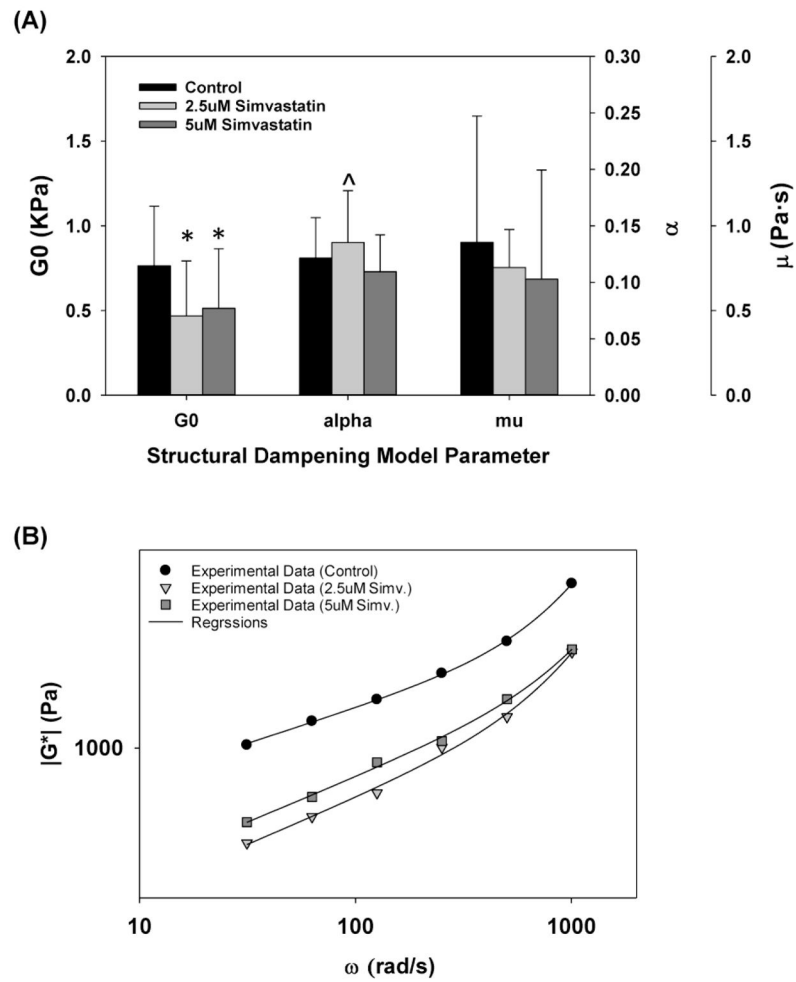 (A)
2.0
1.5
1.0
0.5
0.0
G0 (KPa)
Control
2.5uM Simvastatin
5uM Simvastatin
*
*
^
0.30
0.25
0.20
0.15
0.10
0.05
0.00
α
2.0
1.5
1.0
0.5
0.0
μ (Pa·s)
G0 alpha mu
Structural Dampening Model Parameter
(B)
Experimental Data (Control)
Experimental Data (2.5uM Simv.)
Experimental Data (5uM Simv.)
Regrssions
|G*| (Pa)
1000
10 100 1000
ω (rad/s)